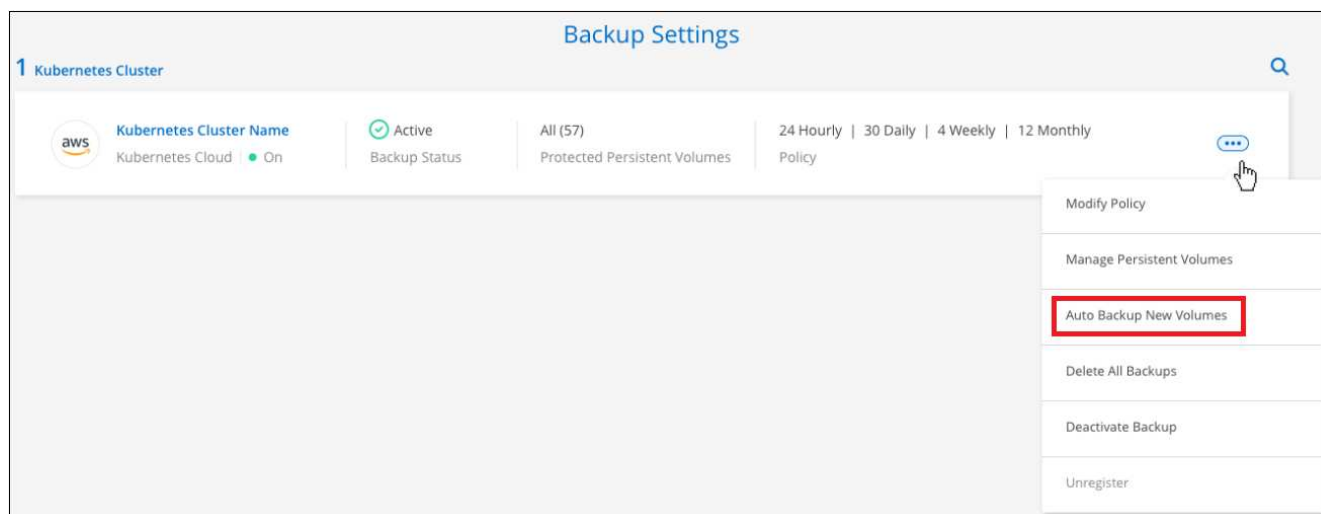 Backup Settings
1 Kubernetes Cluster
aws
Kubernetes Cluster Name
Kubernetes Cloud
On
Active
Backup Status
All (57)
Protected Persistent Volumes
24 Hourly | 30 Daily | 4 Weekly | 12 Monthly
Policy
Modify Policy
Manage Persistent Volumes
Auto Backup New Volumes
Delete All Backups
Deactivate Backup
Unregister